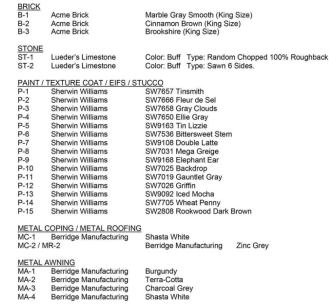 BRICK
B-1 Acme Brick Marble Gray Smooth (King Size)
B-2 Acme Brick Cinnamon Brown (King Size)
B-3 Acme Brick Brookshire (King Size)
STONE
ST-1 Lueder's Limestone Color: Buff Type: Random Chopped 100% Roughback
ST-2 Lueder's Limestone Color: Buff Type: Sawn 6 Sides.
PAINT / TEXTURE COAT / EIFS / STUCCO
P-1 Sherwin Williams SW7657 Tinsmith
P-2 Sherwin Williams SW7666 Fleur de Sel
P-3 Sherwin Williams SW7658 Gray Clouds
P-4 Sherwin Williams SW7650 Ellie Gray
P-5 Sherwin Williams SW9163 Tin Lizzie
P-6 Sherwin Williams SW7536 Bittersweet Stem
P-7 Sherwin Williams SW9108 Double Latte
P-8 Sherwin Williams SW7031 Mega Greige
P-9 Sherwin Williams SW9168 Elephant Ear
P-10 Sherwin Williams SW7025 Backdrop
P-11 Sherwin Williams SW7019 Gauntlet Gray
P-12 Sherwin Williams SW7026 Griffin
P-13 Sherwin Williams SW9092 Iced Mocha
P-14 Sherwin Williams SW7705 Wheat Penny
P-15 Sherwin Williams SW2808 Rookwood Dark Brown
METAL COPING / METAL ROOFING
MC-1 Berridge Manufacturing Shasta White
MC-2 / MR-2 Berridge Manufacturing Zinc Grey
METAL AWNING
MA-1 Berridge Manufacturing Burgundy
MA-2 Berridge Manufacturing Terra-Cotta
MA-3 Berridge Manufacturing Charcoal Grey
MA-4 Berridge Manufacturing Shasta White